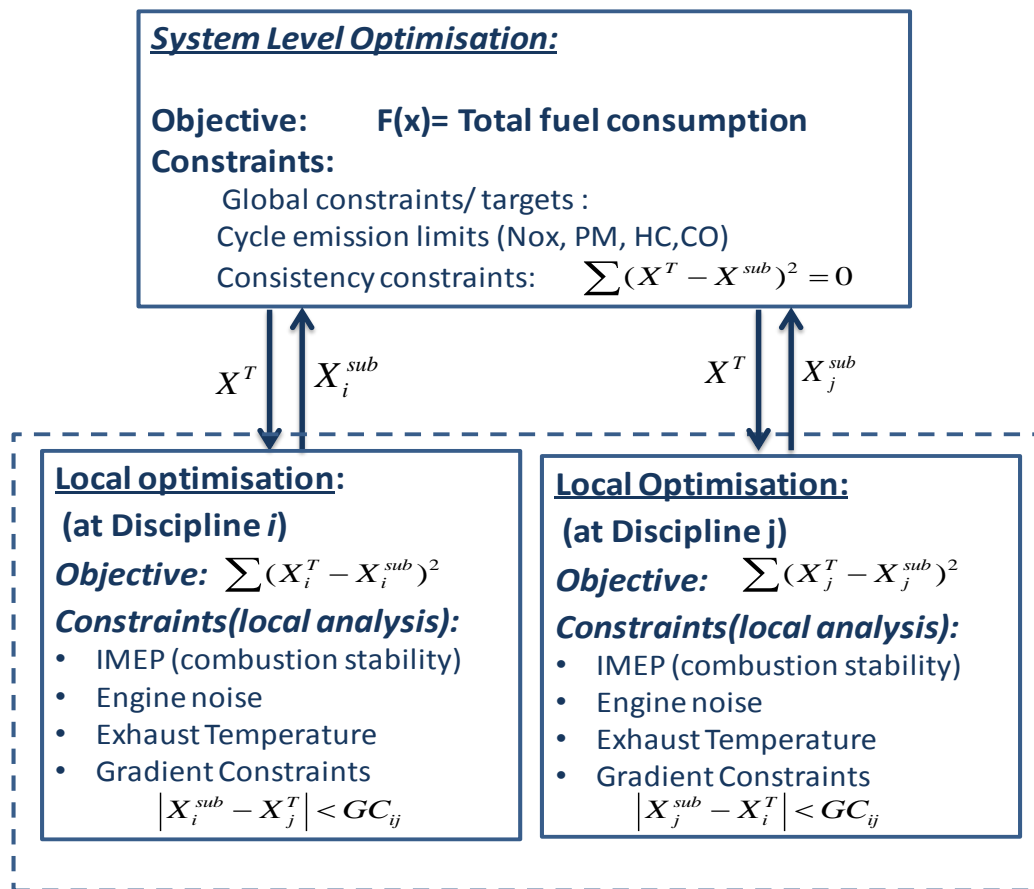 System Level Optimisation:
Objective: F(x)= Total fuel consumption
Constraints:
Global constraints/ targets :
Cycle emission limits (Nox, PM, HC,CO)
Consistency constraints: ∑(X^T − X^sub)^2 = 0
X^T X_i^sub X^T X_j^sub
Local optimisation:
(at Discipline i)
Objective: ∑(X_i^T − X_i^sub)^2
Constraints(local analysis):
• IMEP (combustion stability)
• Engine noise
• Exhaust Temperature
• Gradient Constraints
|X_i^sub − X_j^T| < GC_ij
Local Optimisation:
(at Discipline j)
Objective: ∑(X_j^T − X_j^sub)^2
Constraints(local analysis):
• IMEP (combustion stability)
• Engine noise
• Exhaust Temperature
• Gradient Constraints
|X_j^sub − X_i^T| < GC_ij